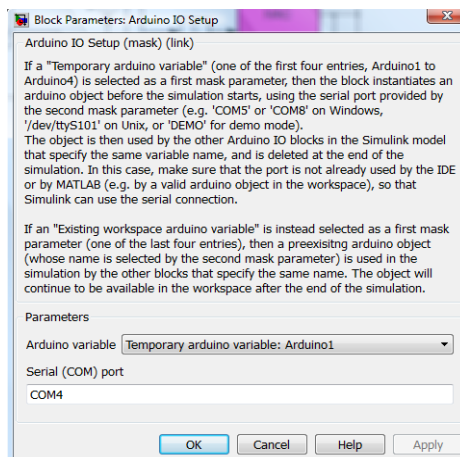 Block Parameters: Arduino IO Setup
Arduino IO Setup (mask) (link)
If a "Temporary arduino variable" (one of the first four entries, Arduino1 to
Arduino4) is selected as a first mask parameter, then the block instantiates an
arduino object before the simulation starts, using the serial port provided by
the second mask parameter (e.g. 'COM5' or 'COM8' on Windows,
'/dev/ttyS101' on Unix, or 'DEMO' for demo mode).
The object is then used by the other Arduino IO blocks in the Simulink model
that specify the same variable name, and is deleted at the end of the
simulation. In this case, make sure that the port is not already used by the IDE
or by MATLAB (e.g. by a valid arduino object in the workspace), so that
Simulink can use the serial connection.
If an "Existing workspace arduino variable" is instead selected as a first mask
parameter (one of the last four entries), then a preexisitng arduino object
(whose name is selected by the second mask parameter) is used in the
simulation by the other blocks that specify the same name. The object will
continue to be available in the workspace after the end of the simulation.
Parameters
Arduino variable Temporary arduino variable: Arduino1
Serial (COM) port
COM4
OK Cancel Help Apply